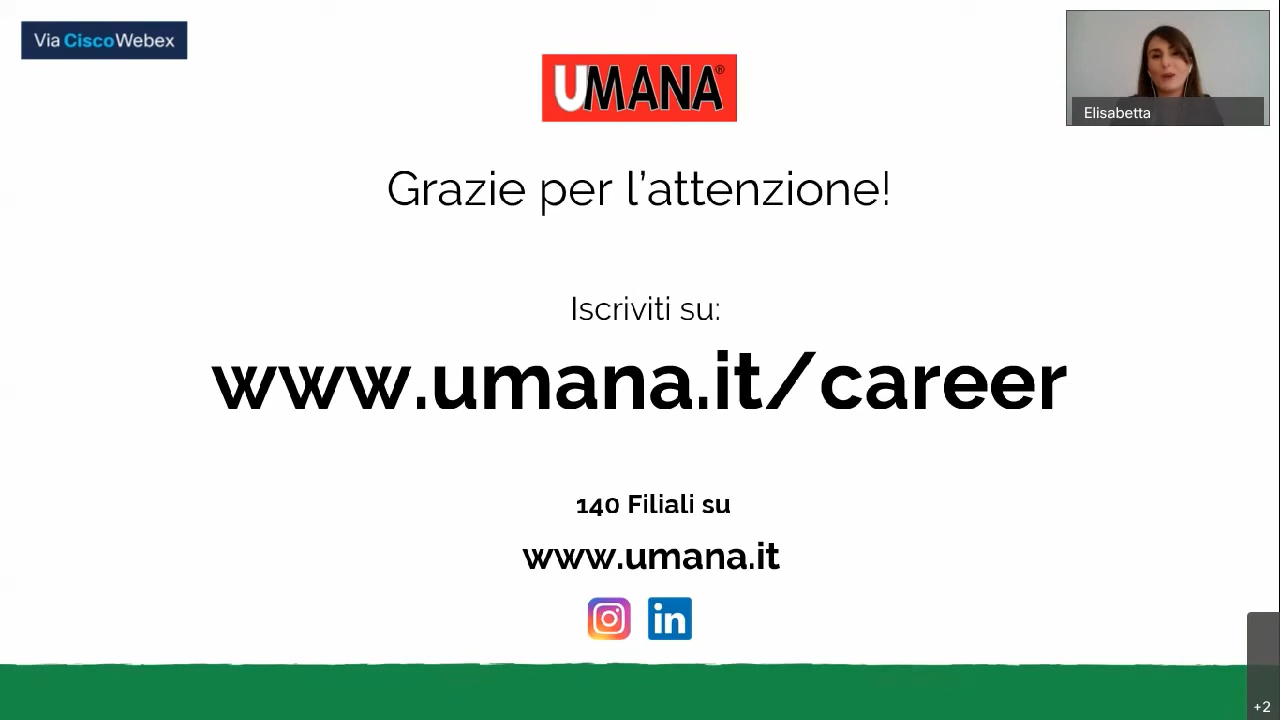 Via Cisco Webex
UMANA®
Elisabetta
Grazie per l'attenzione!
Iscriviti su:
www.umana.it/career
140 Filiali su
www.umana.it
in
+2